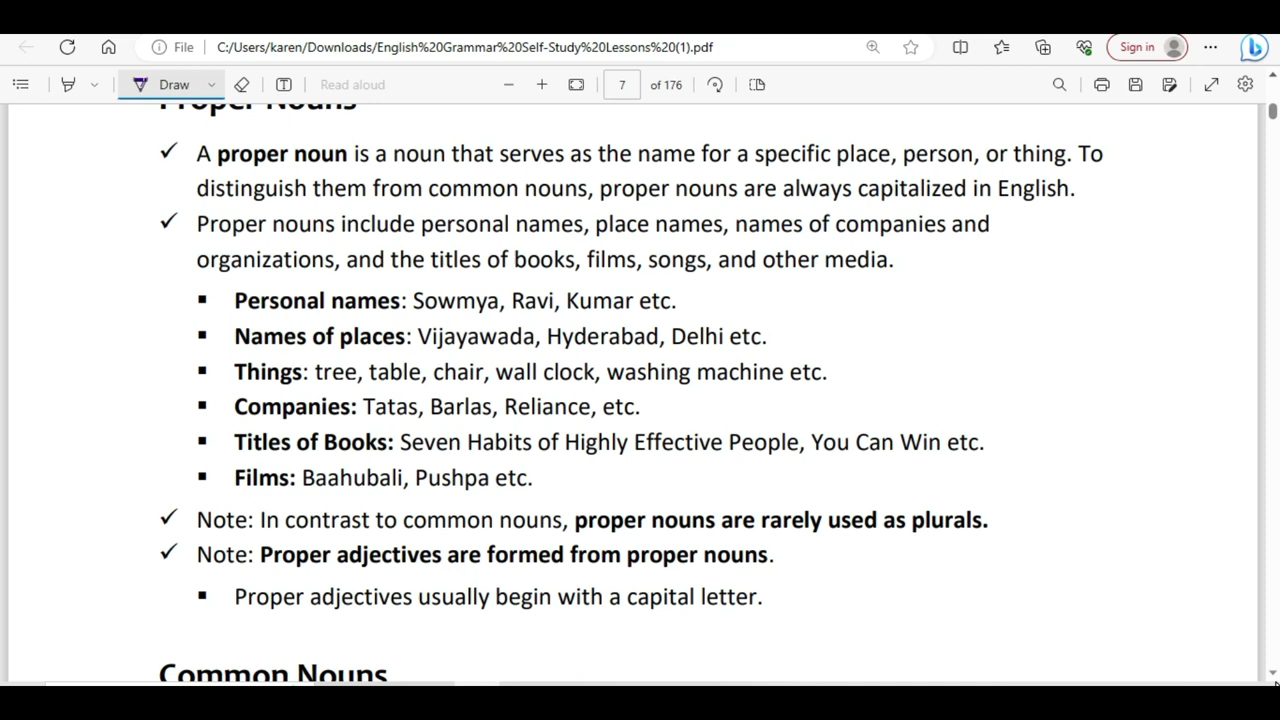 File C:/Users/karen/Downloads/English%20Grammar%20Self-Study%20Lessons%20(1).pdf Sign in
Draw Read aloud 7 of 176
Proper Nouns
A proper noun is a noun that serves as the name for a specific place, person, or thing. To
distinguish them from common nouns, proper nouns are always capitalized in English.
Proper nouns include personal names, place names, names of companies and
organizations, and the titles of books, films, songs, and other media.
Personal names: Sowmya, Ravi, Kumar etc.
Names of places: Vijayawada, Hyderabad, Delhi etc.
Things: tree, table, chair, wall clock, washing machine etc.
Companies: Tatas, Barlas, Reliance, etc.
Titles of Books: Seven Habits of Highly Effective People, You Can Win etc.
Films: Baahubali, Pushpa etc.
Note: In contrast to common nouns, proper nouns are rarely used as plurals.
Note: Proper adjectives are formed from proper nouns.
Proper adjectives usually begin with a capital letter.
Common Nouns